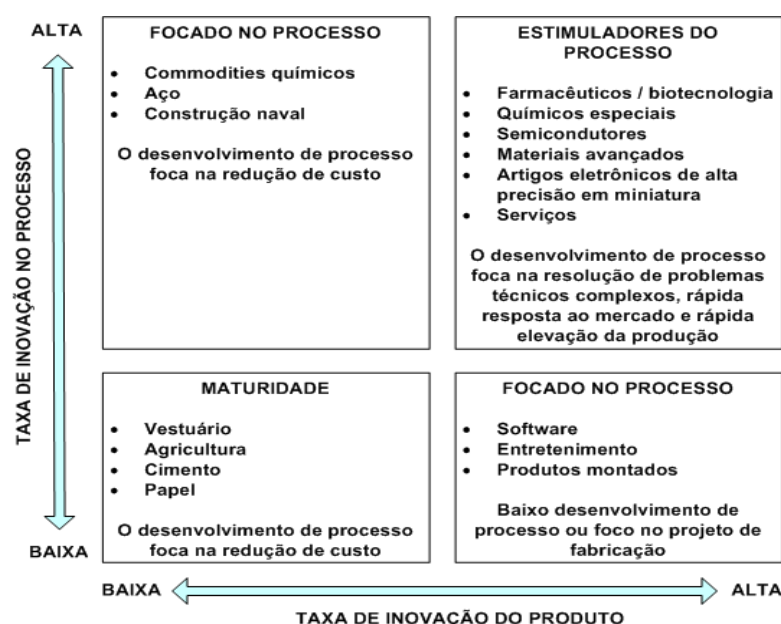 ALTA
TAXA DE INOVAÇÃO NO PROCESSO
BAIXA
FOCADO NO PROCESSO
• Commodities químicos
• Aço
• Construção naval
O desenvolvimento de processo
foca na redução de custo
ESTIMULADORES DO
PROCESSO
• Farmacêuticos / biotecnologia
• Químicos especiais
• Semicondutores
• Materiais avançados
• Artigos eletrônicos de alta
precisão em miniatura
• Serviços
O desenvolvimento de processo
foca na resolução de problemas
técnicos complexos, rápida
resposta ao mercado e rápida
elevação da produção
MATURIDADE
• Vestuário
• Agricultura
• Cimento
• Papel
O desenvolvimento de processo
foca na redução de custo
FOCADO NO PROCESSO
• Software
• Entretenimento
• Produtos montados
Baixo desenvolvimento de
processo ou foco no projeto de
fabricação
BAIXA
ALTA
TAXA DE INOVAÇÃO DO PRODUTO